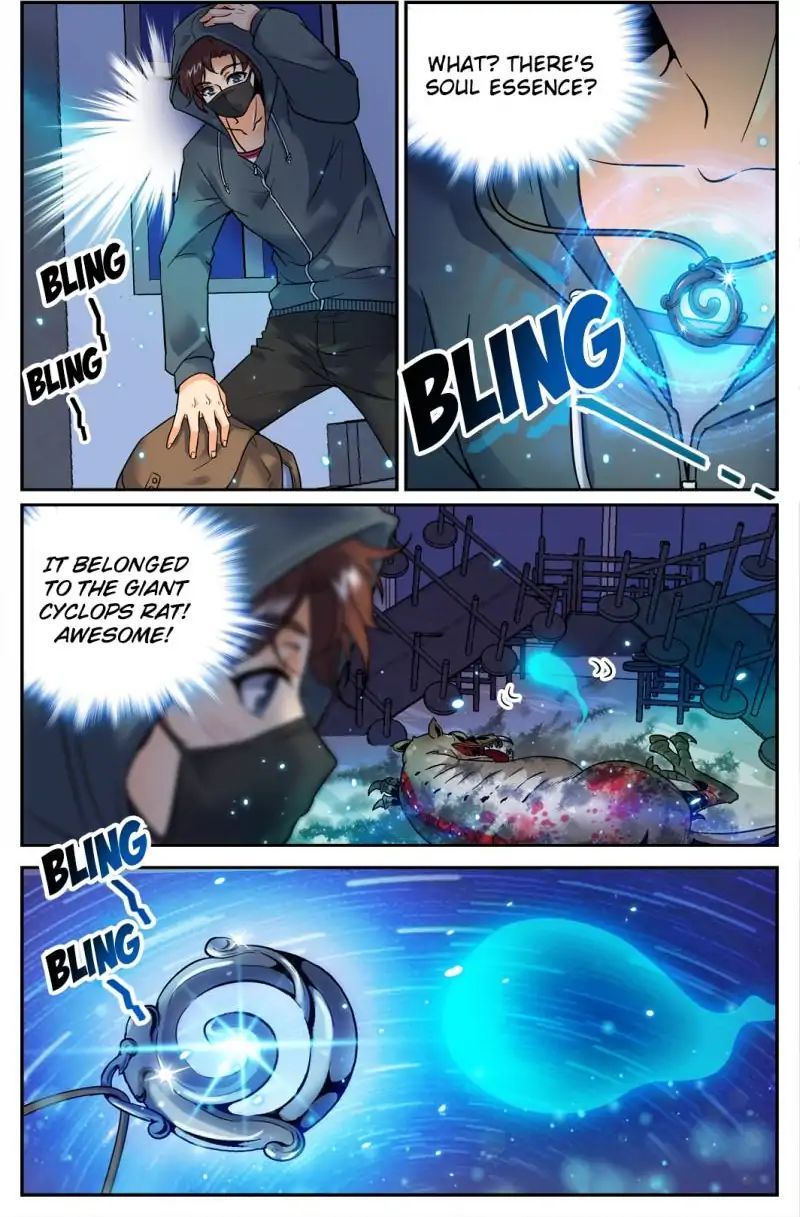 BLING
BLING
WHAT? THERE'S
SOUL ESSENCE?
BLING
IT BELONGED
TO THE GIANT
CYCLOPS RAT!
AWESOME!
BLING
BLING